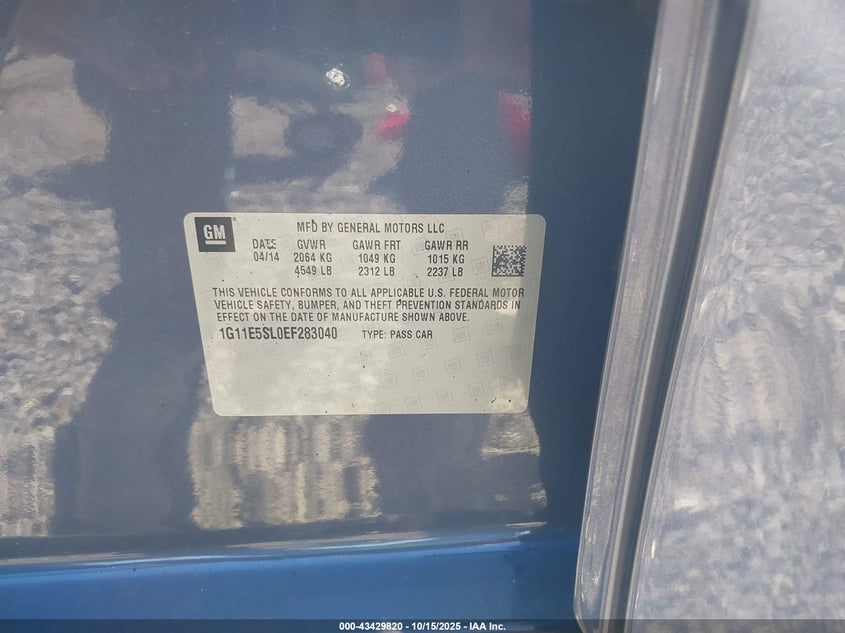 GM
MFD BY GENERAL MOTORS LLC
DATE GVWR GAWR FRT GAWR RR
04/14 2064 KG 1049 KG 1015 KG
4549 LB 2312 LB 2237 LB
THIS VEHICLE CONFORMS TO ALL APPLICABLE U.S. FEDERAL MOTOR
VEHICLE SAFETY, BUMPER, AND THEFT PREVENTION STANDARDS IN
EFFECT ON THE DATE OF MANUFACTURE SHOWN ABOVE.
1G11E5SL0EF283040 TYPE: PASS CAR
000-43429820 - 10/15/2025 - IAA Inc.